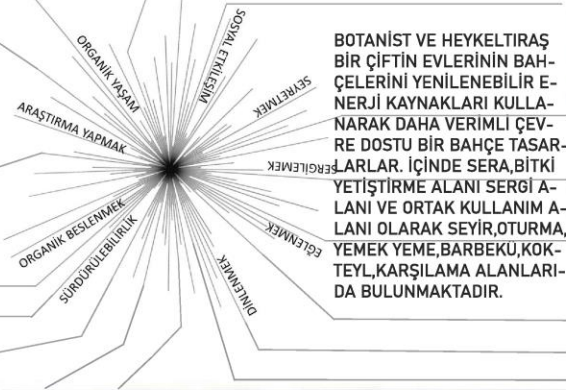 SOSYAL ETKİLEŞİM
ORGANİK YAŞAM
SEYRETMEK
ARAŞTIRMA YAPMAK
SERGİLEMEK
ORGANİK BESLENMEK
EĞLENMEK
SÜRDÜRÜLEBİLİRLİK
DİNLENMEK
BOTANİST VE HEYKELTIRAŞ
BİR ÇİFTİN EVLERİNİN BAH-
ÇELERİNİ YENİLENEBİLİR E-
NERJİ KAYNAKLARI KULLA-
NARAK DAHA VERİMLİ ÇEV-
RE DOSTU BİR BAHÇE TASAR-
LARLAR. İÇİNDE SERA,BİTKİ
YETİŞTİRME ALANI SERGİ A-
LANI VE ORTAK KULLANIM A-
LANI OLARAK SEYİR,OTURMA,
YEMEK YEME,BARBEKÜ,KOK-
TEYL,KARŞILAMA ALANLARI-
DA BULUNMAKTADIR.